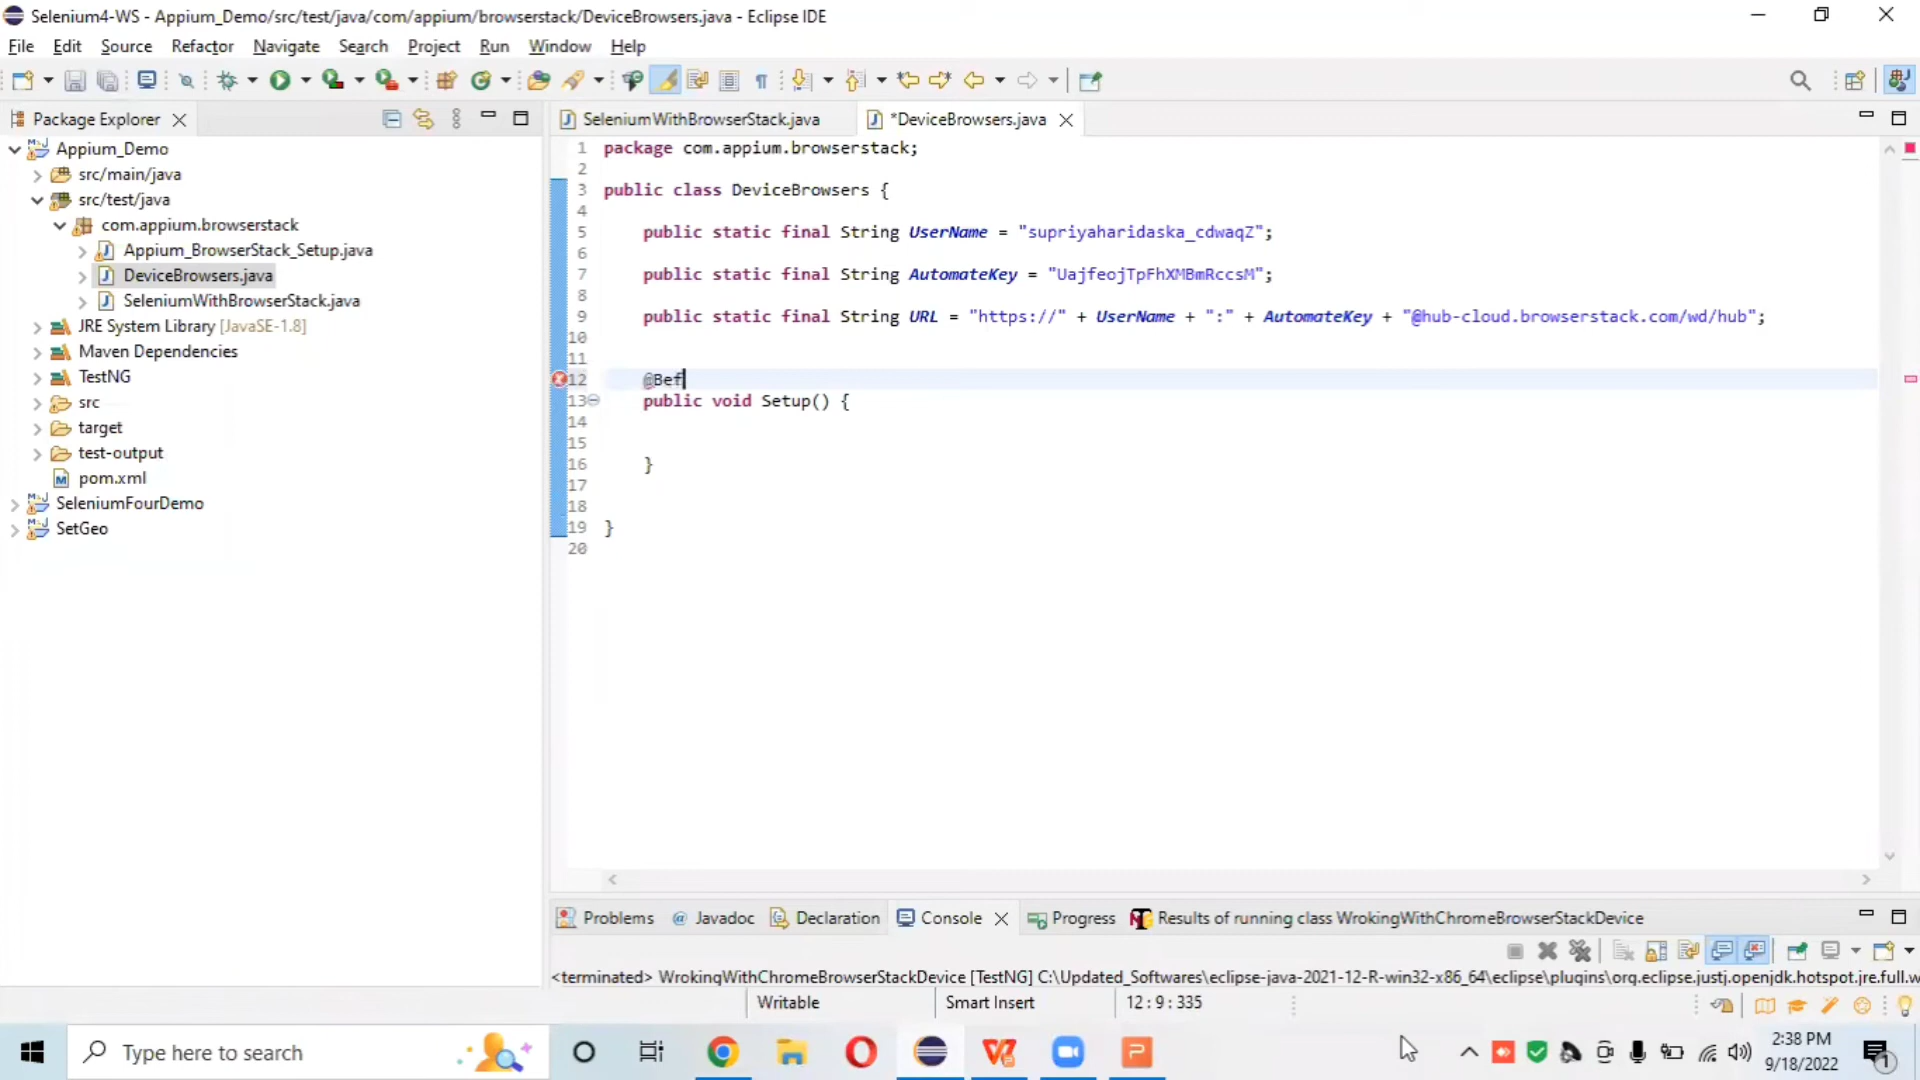 Selenium4-WS - Appium_Demo/src/test/java/com/appium/browserstack/DeviceBrowsers.java - Eclipse IDE
File Edit Source Refactor Navigate Search Project Run Window Help
Package Explorer
Appium_Demo
src/main/java
src/test/java
com.appium.browserstack
Appium_BrowserStack_Setup.java
DeviceBrowsers.java
SeleniumWithBrowserStack.java
JRE System Library [JavaSE-1.8]
Maven Dependencies
TestNG
src
target
test-output
pom.xml
SeleniumFourDemo
SetGeo
SeleniumWithBrowserStack.java *DeviceBrowsers.java
1 package com.appium.browserstack;
2
3 public class DeviceBrowsers {
4
5 public static final String UserName = "supriyaharidaska_cdwaqZ";
6
7 public static final String AutomateKey = "UajfeojTpFhXMBmRccsM";
8
9 public static final String URL = "https://" + UserName + ":" + AutomateKey + "@hub-cloud.browserstack.com/wd/hub";
10
11
12 @Bef
13 public void Setup() {
14
15
16 }
17
18
19 }
20
Problems Javadoc Declaration Console Progress Results of running class WrokingWithChromeBrowserStackDevice
<terminated> WrokingWithChromeBrowserStackDevice [TestNG] C:\Updated_Softwares\eclipse-java-2021-12-R-win32-x86_64\eclipse\plugins\org.eclipse.justj.openjdk.hotspot.jre.full.w
Writable Smart Insert 12 : 9 : 335
Type here to search
2:38 PM
9/18/2022
1